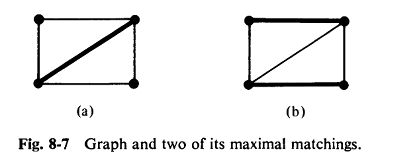 (a) (b)
Fig. 8-7 Graph and two of its maximal matchings.